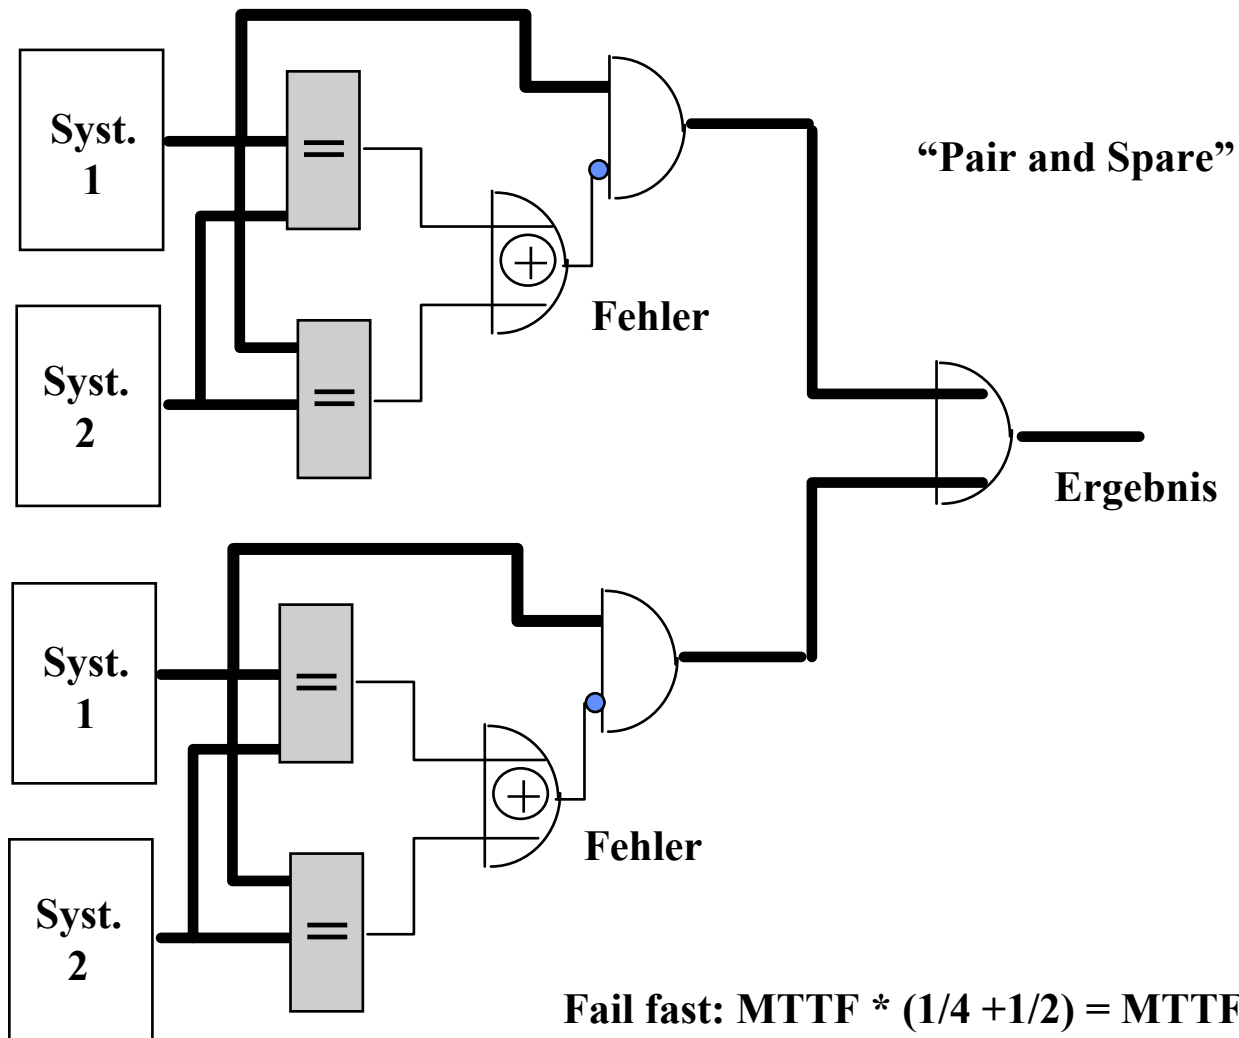 Syst.
1
=
“Pair and Spare”
+
Fehler
Syst.
2
=
Ergebnis
Syst.
1
=
+
Fehler
Syst.
2
=
Fail fast: MTTF * (1/4 +1/2) = MTTF